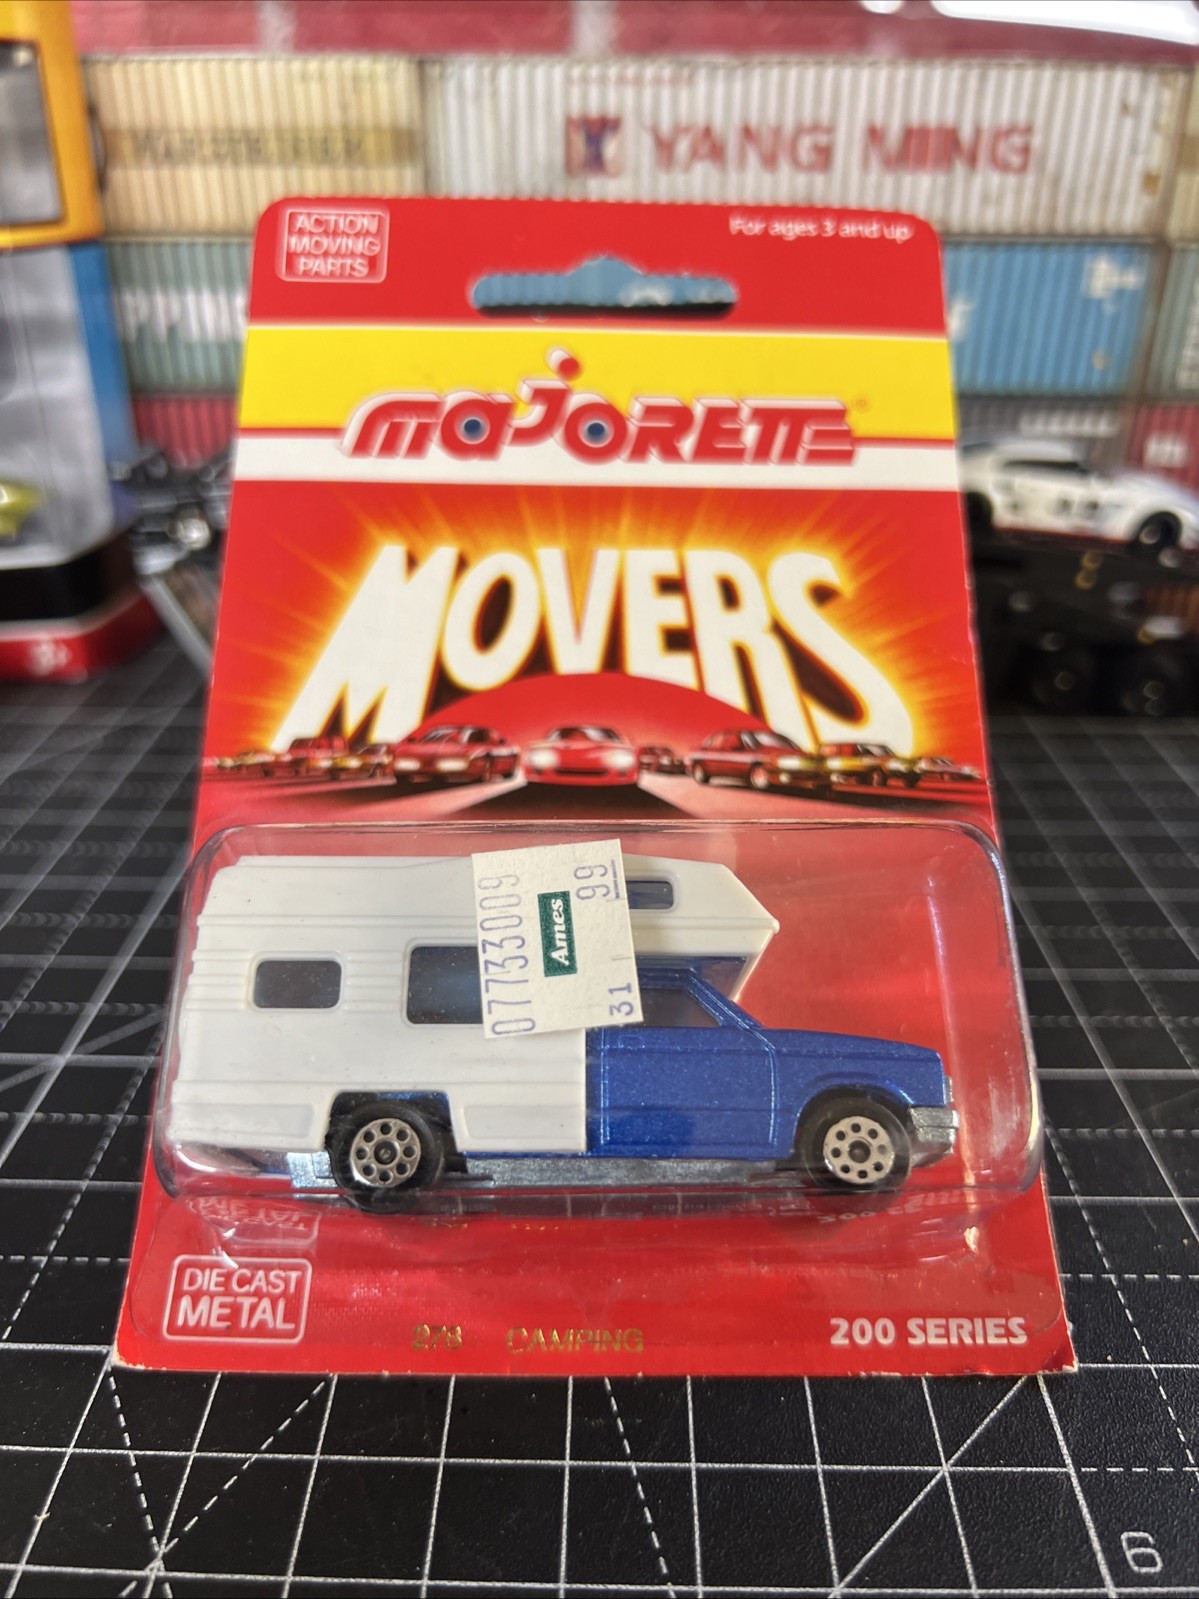 YANG MING
ACTION
MOVING
PARTS
For ages 3 and up
majorette
MOVERS
07733009
Ames
31 99
DIE CAST
METAL
278 CAMPING
200 SERIES
3+
6